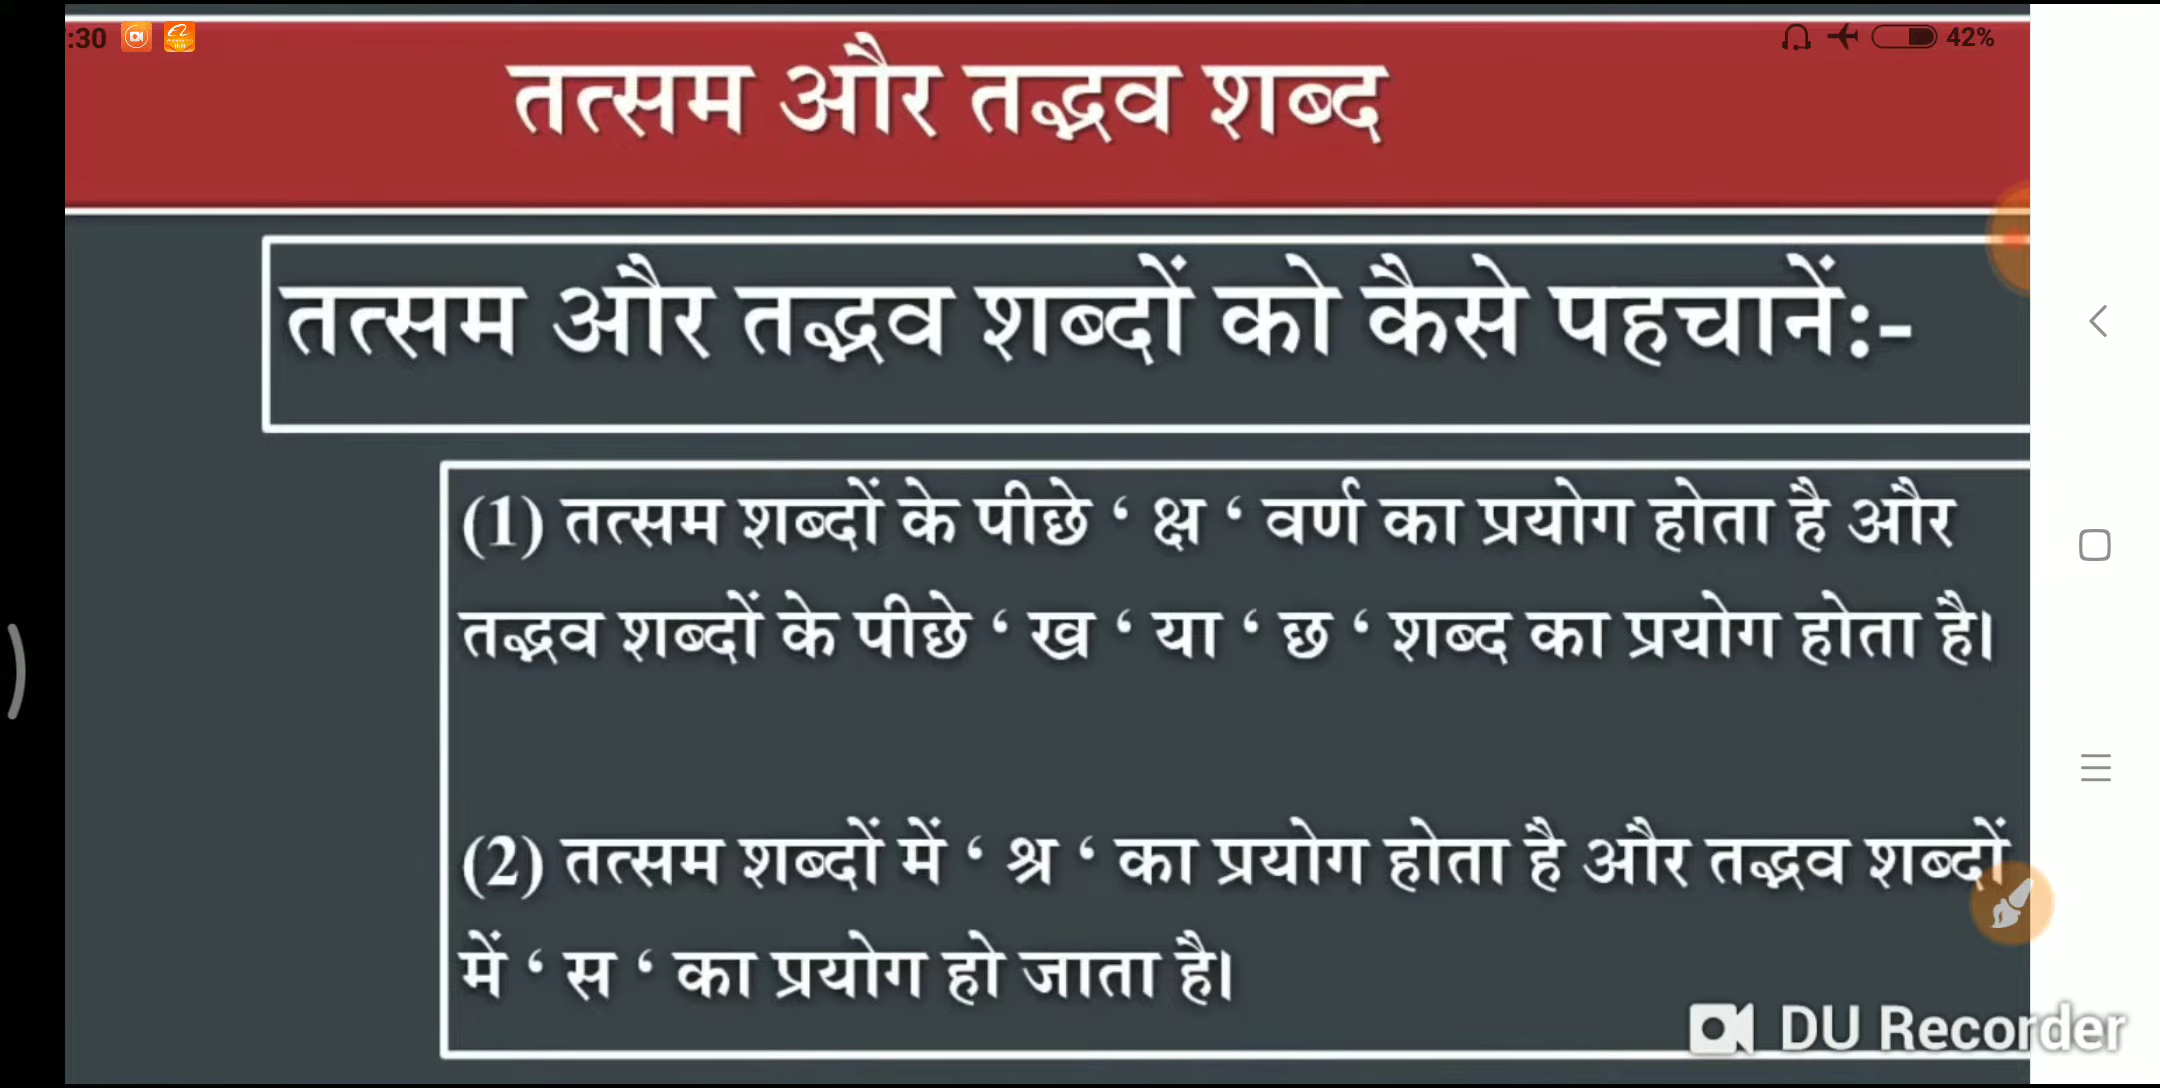 :30 42%
तत्सम और तद्भव शब्द
तत्सम और तद्भव शब्दों को कैसे पहचानें:-
(1) तत्सम शब्दों के पीछे ‘ क्ष ‘ वर्ण का प्रयोग होता है और
तद्भव शब्दों के पीछे ‘ ख ‘ या ‘ छ ‘ शब्द का प्रयोग होता है।
(2) तत्सम शब्दों में ‘ श्र ‘ का प्रयोग होता है और तद्भव शब्दों
में ‘ स ‘ का प्रयोग हो जाता है।
DU Recorder